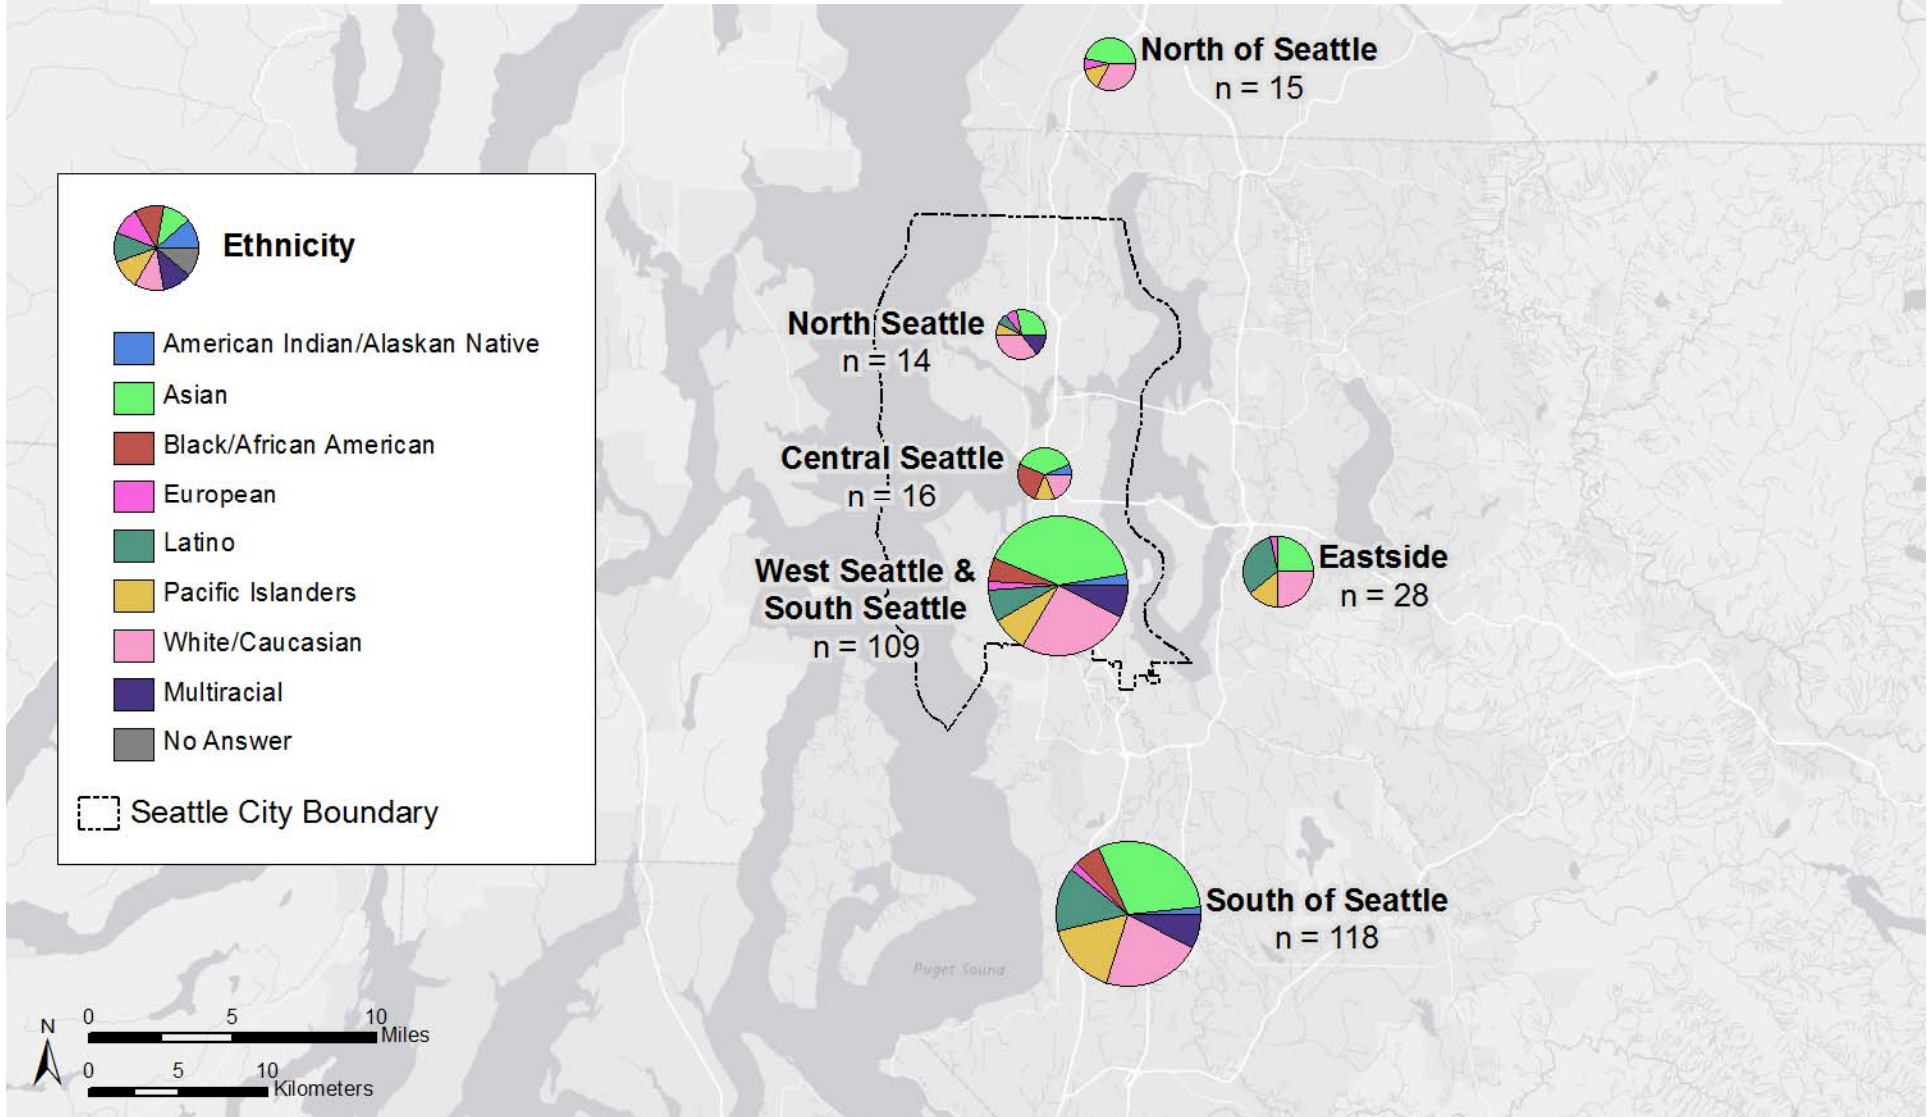 North of Seattle
n = 15
Ethnicity
American Indian/Alaskan Native
Asian
Black/African American
European
Latino
Pacific Islanders
White/Caucasian
Multiracial
No Answer
Seattle City Boundary
North Seattle
n = 14
Central Seattle
n = 16
West Seattle &
South Seattle
n = 109
Eastside
n = 28
South of Seattle
n = 118
Puget Sound
N
0 5 10
Miles
0 5 10
Kilometers